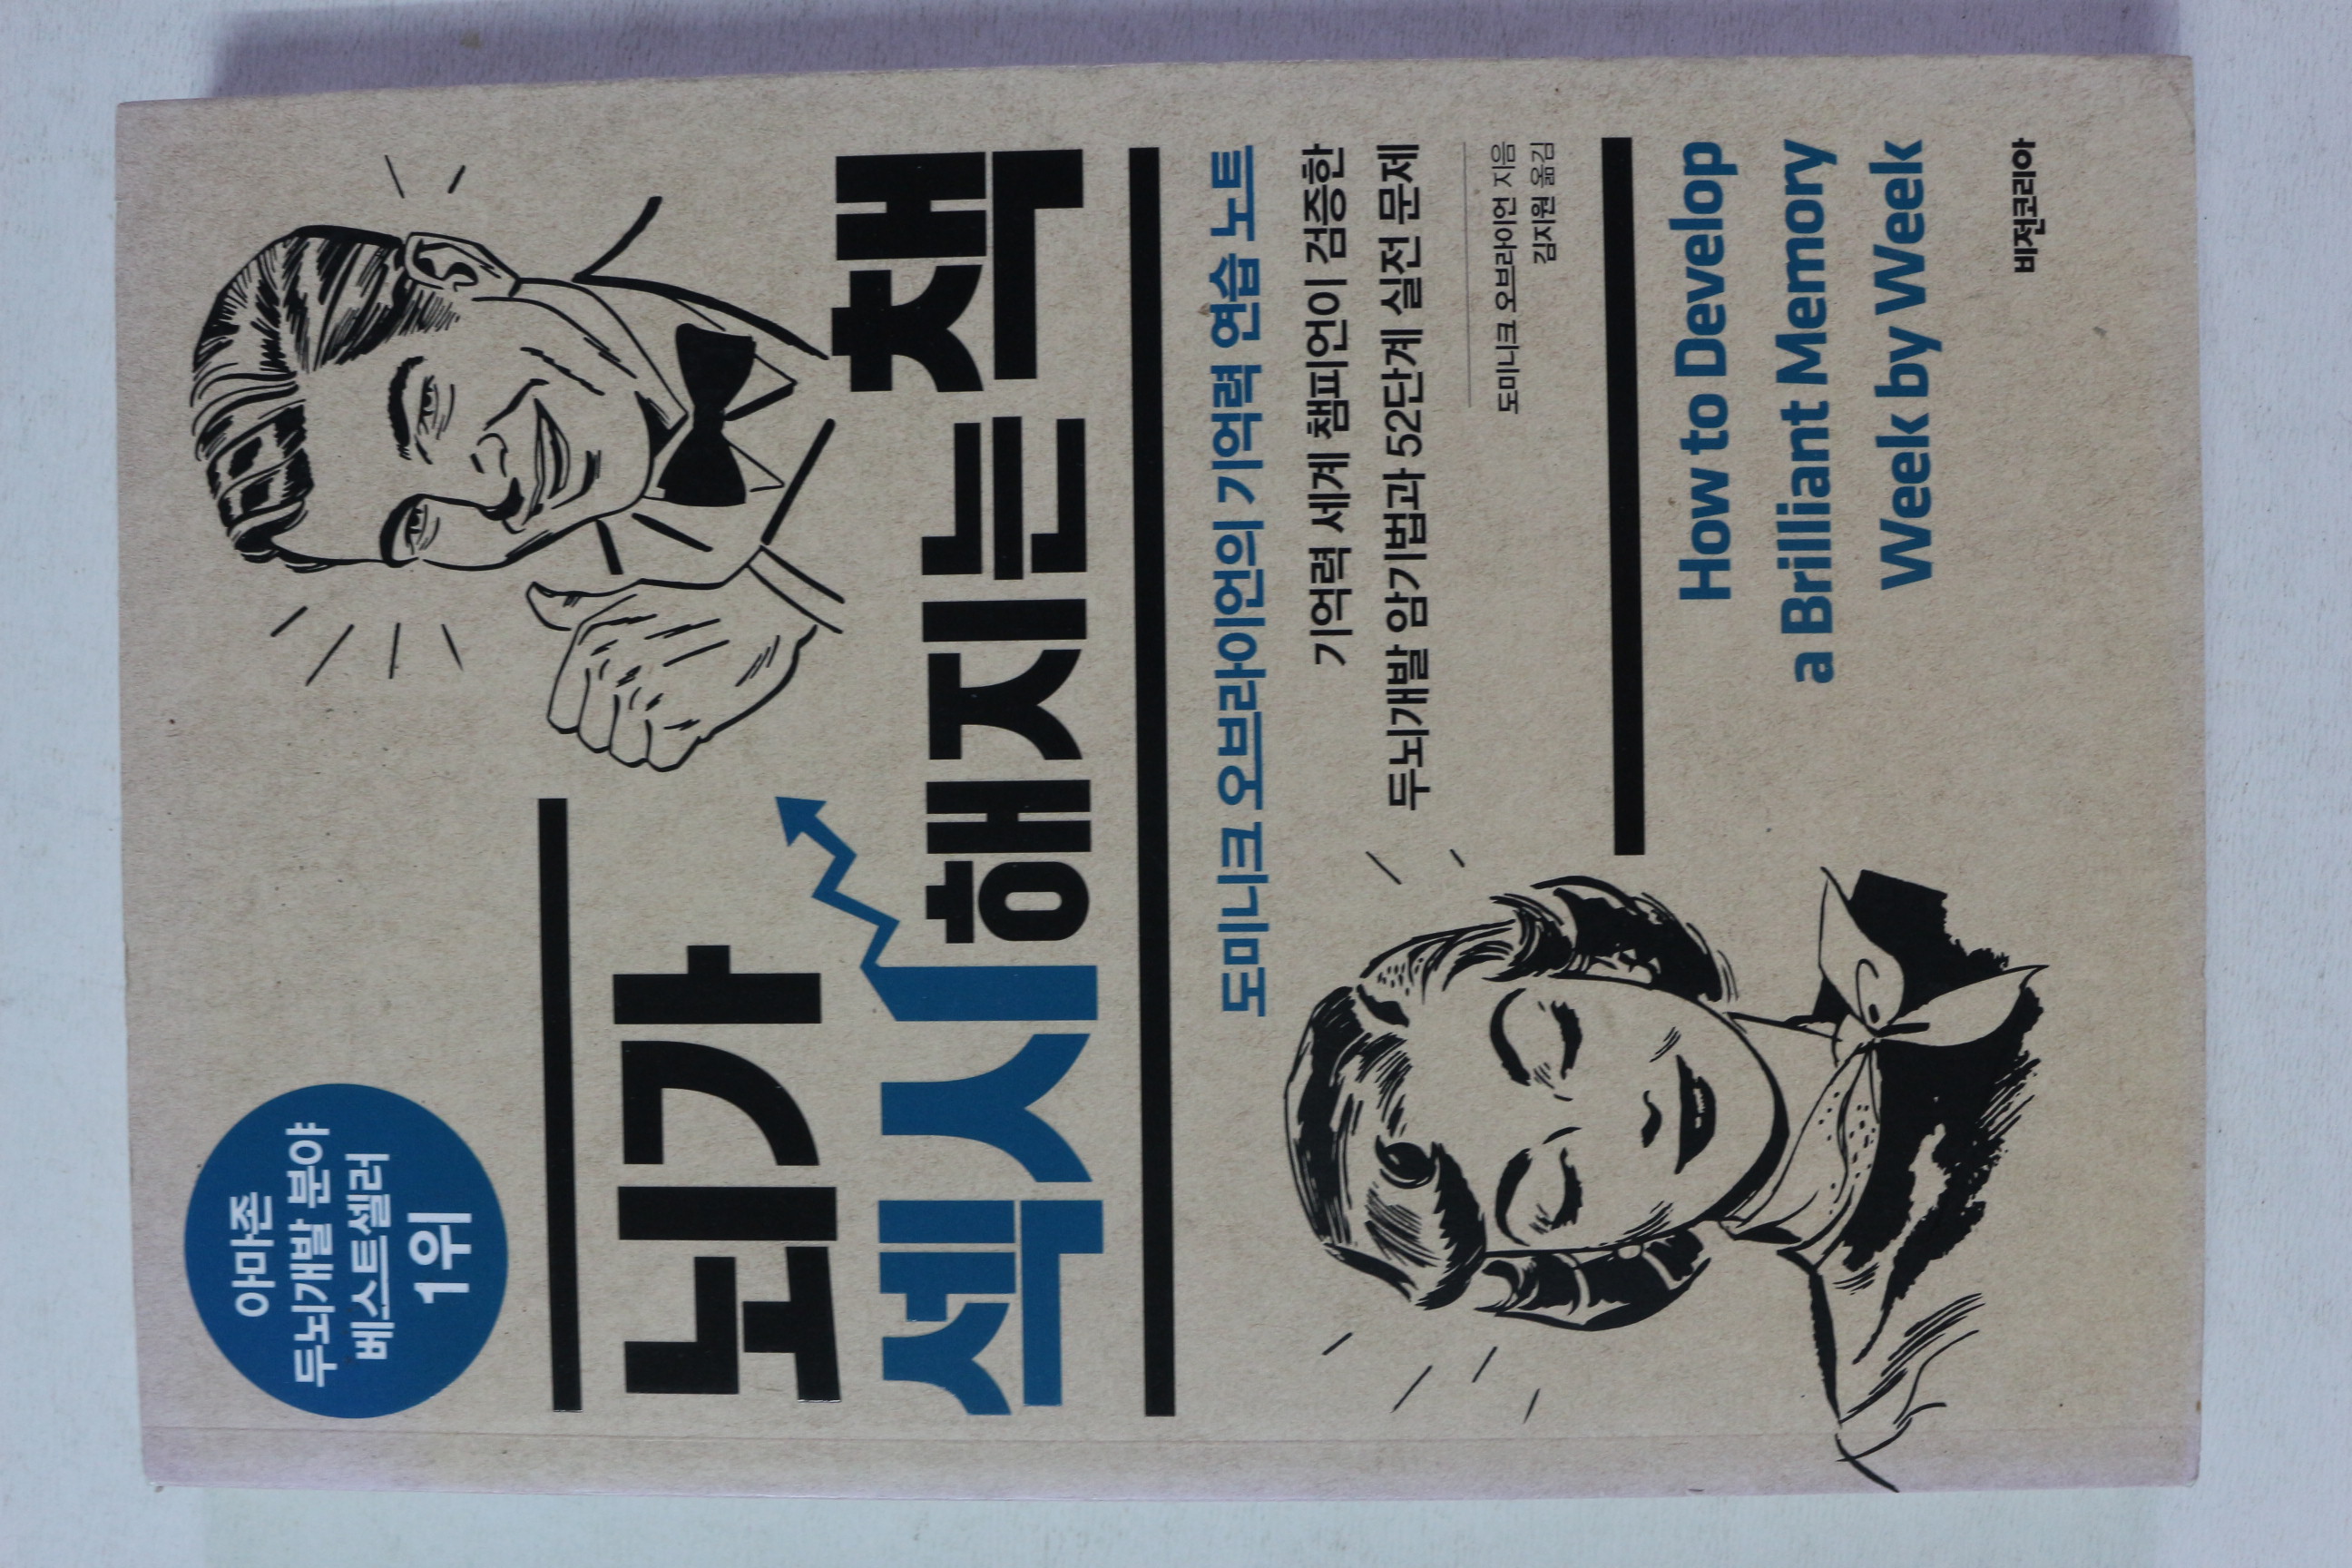 아마존
두뇌개발 분야
베스트셀러
1위
뇌가
섹시해지는 책
도미니크 오브라이언의 기억력 연습 노트
기억력 세계 챔피언이 검증한
두뇌개발 암기법과 52단계 실전 문제
도미니크 오브라이언 지음
김지원 옮김
How to Develop
a Brilliant Memory
Week by Week
비전코리아